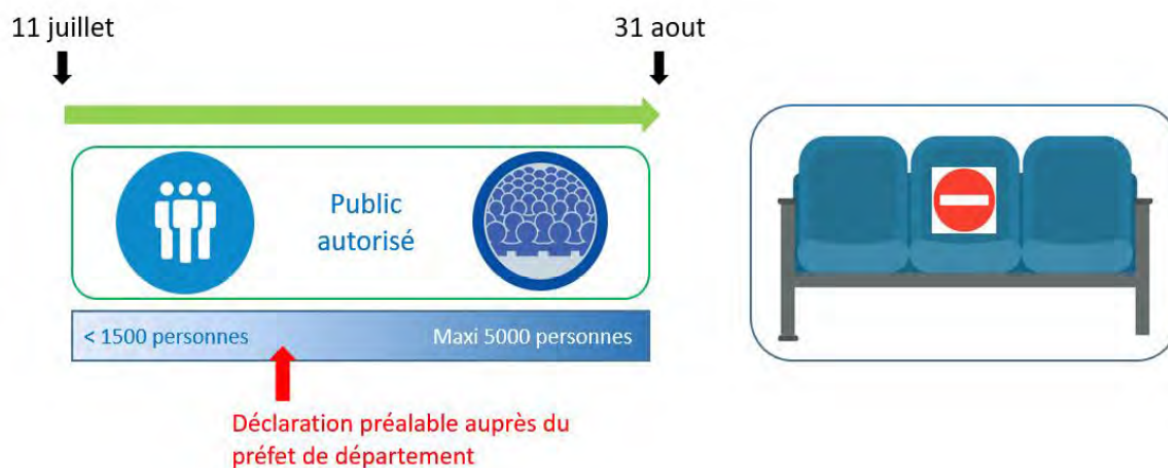 11 juillet
31 aout
Public
autorisé
< 1500 personnes
Maxi 5000 personnes
Déclaration préalable auprès du
préfet de département